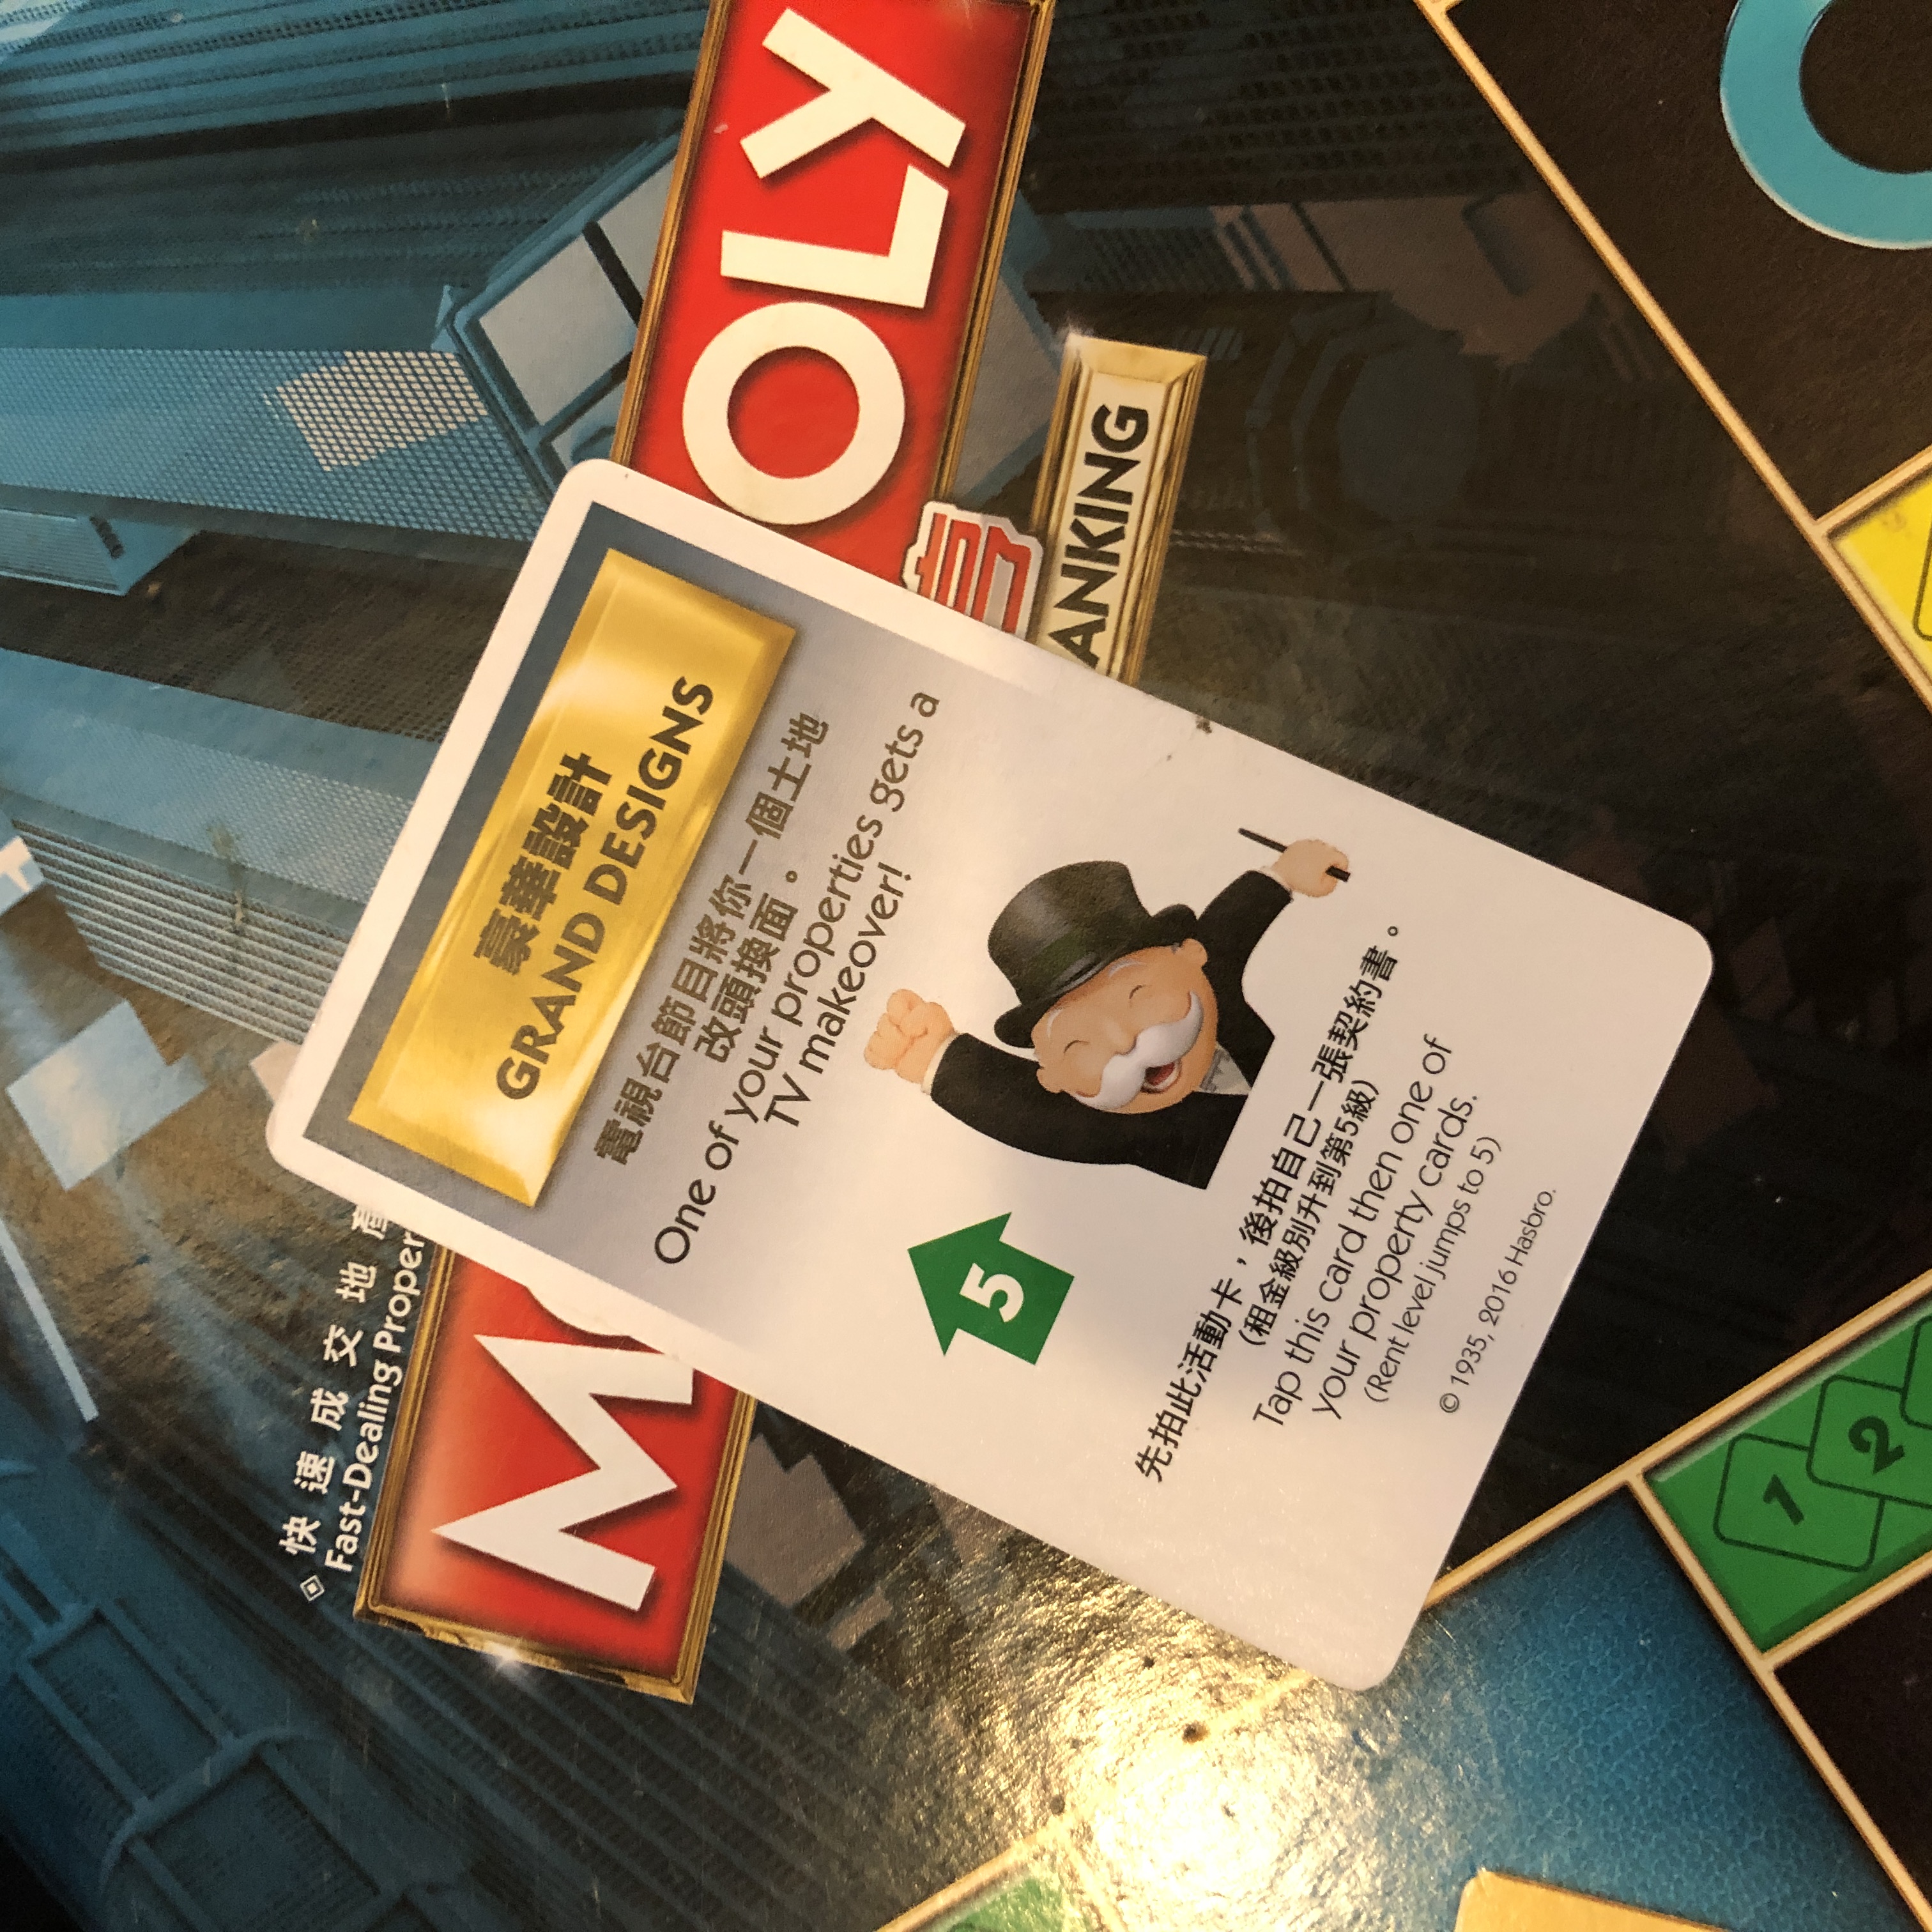 快速成交地產
Fast-Dealing Proper
M
OLY
ANKING
豪華設計
GRAND DESIGNS
電視台節目將你一個土地
改頭換面。
One of your properties gets a
TV makeover!
5
先拍此活動卡，後拍自己一張契約書。
(租金級別升到第5級)
Tap this card then one of
your property cards.
(Rent level jumps to 5)
© 1935, 2016 Hasbro.
1
2